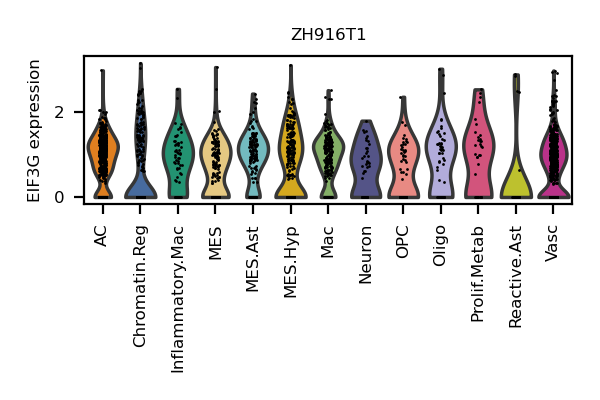 ZH916T1
EIF3G expression
2
0
AC
Chromatin.Reg
Inflammatory.Mac
MES
MES.Ast
MES.Hyp
Mac
Neuron
OPC
Oligo
Prolif.Metab
Reactive.Ast
Vasc